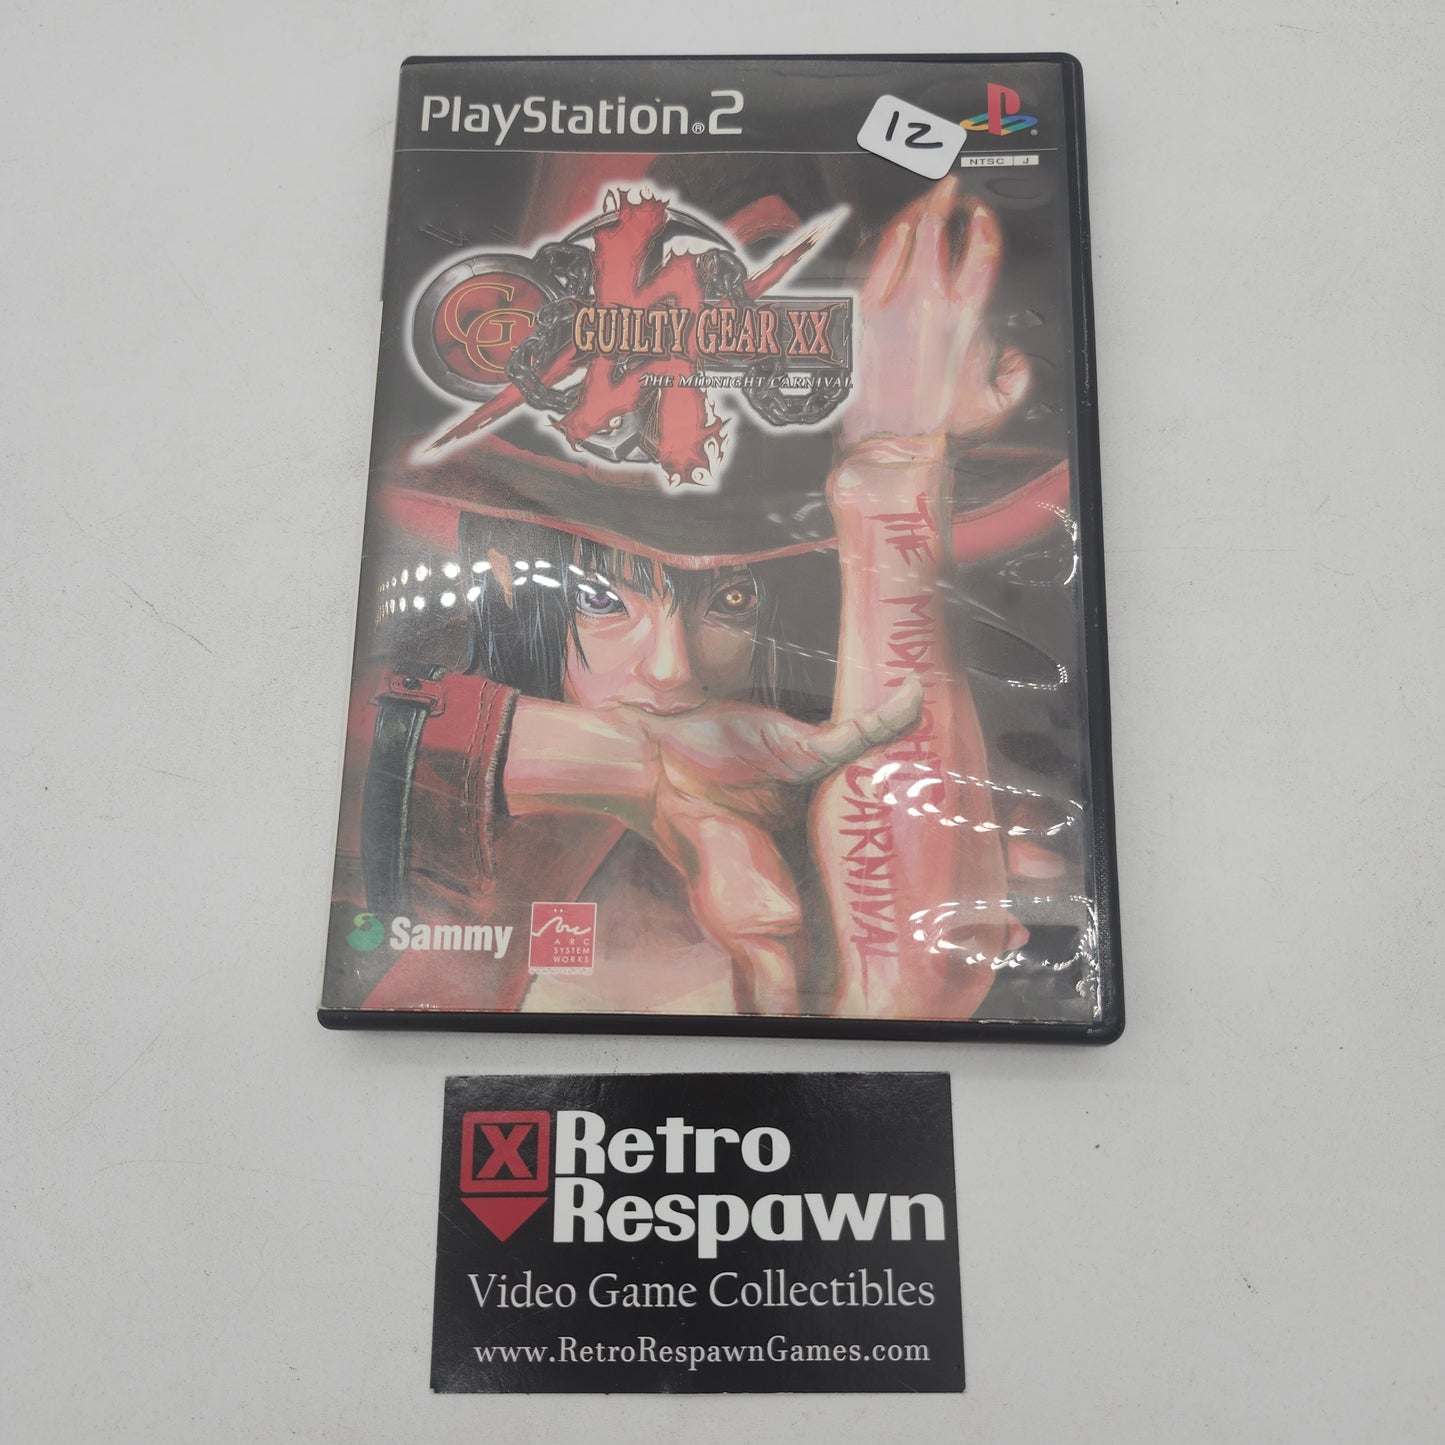 PlayStation®2
12
NTSC J
GC
GUILTY GEAR XX
THE MIDNIGHT CARNIVAL
THE MIDNIGHT
CARNIVAL
Sammy
ARC
SYSTEM
WORKS
X Retro
Respawn
Video Game Collectibles
www.RetroRespawnGames.com